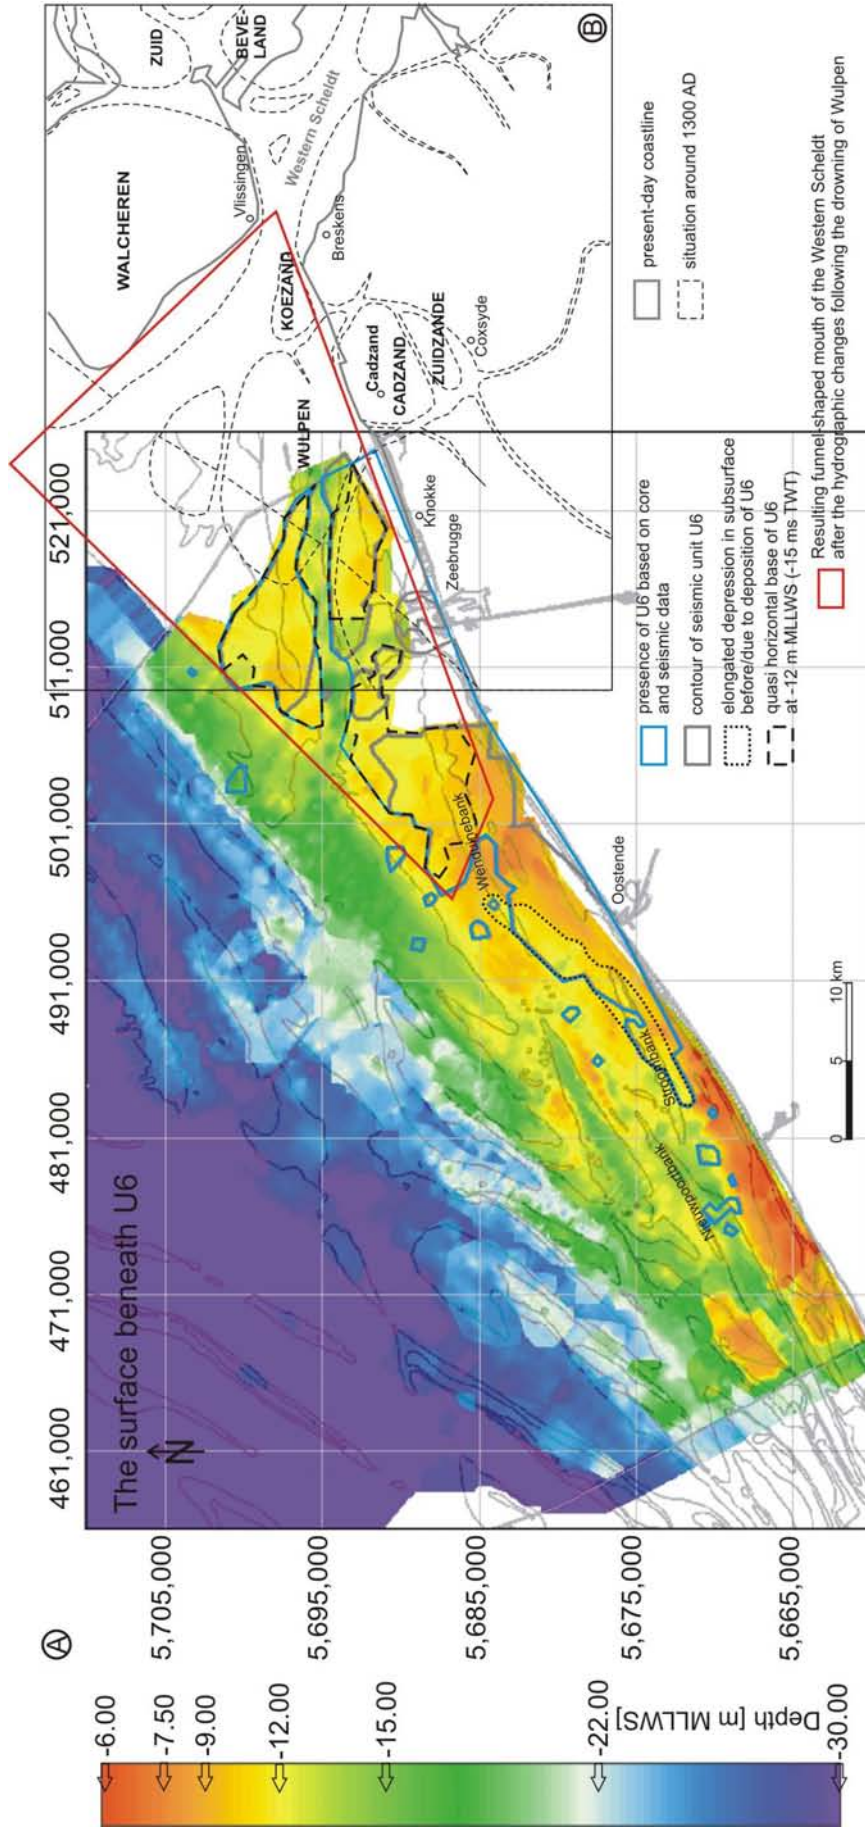 A
The surface beneath U6
N
461,000
471,000
481,000
491,000
501,000
511,000
521,000
5,705,000
5,695,000
5,685,000
5,675,000
5,665,000
-6.00
-7.50
-9.00
-12.00
-15.00
-22.00
-30.00
Depth [m MLLWS]
Nieuwpoortbank
Stroombank
Wenduinebank
Oostende
Zeebrugge
Knokke
0
5
10 km
presence of U6 based on core
and seismic data
contour of seismic unit U6
elongated depression in subsurface
before/due to deposition of U6
quasi horizontal base of U6
at -12 m MLLWS (-15 ms TWT)
B
WALCHEREN
ZUID
BEVE-
LAND
Vlissingen
Western Scheldt
Breskens
KOEZAND
WULPEN
Cadzand
CADZAND
ZUIDZANDE
Coxsyde
present-day coastline
situation around 1300 AD
Resulting funnel-shaped mouth of the Western Scheldt
after the hydrographic changes following the drowning of Wulpen